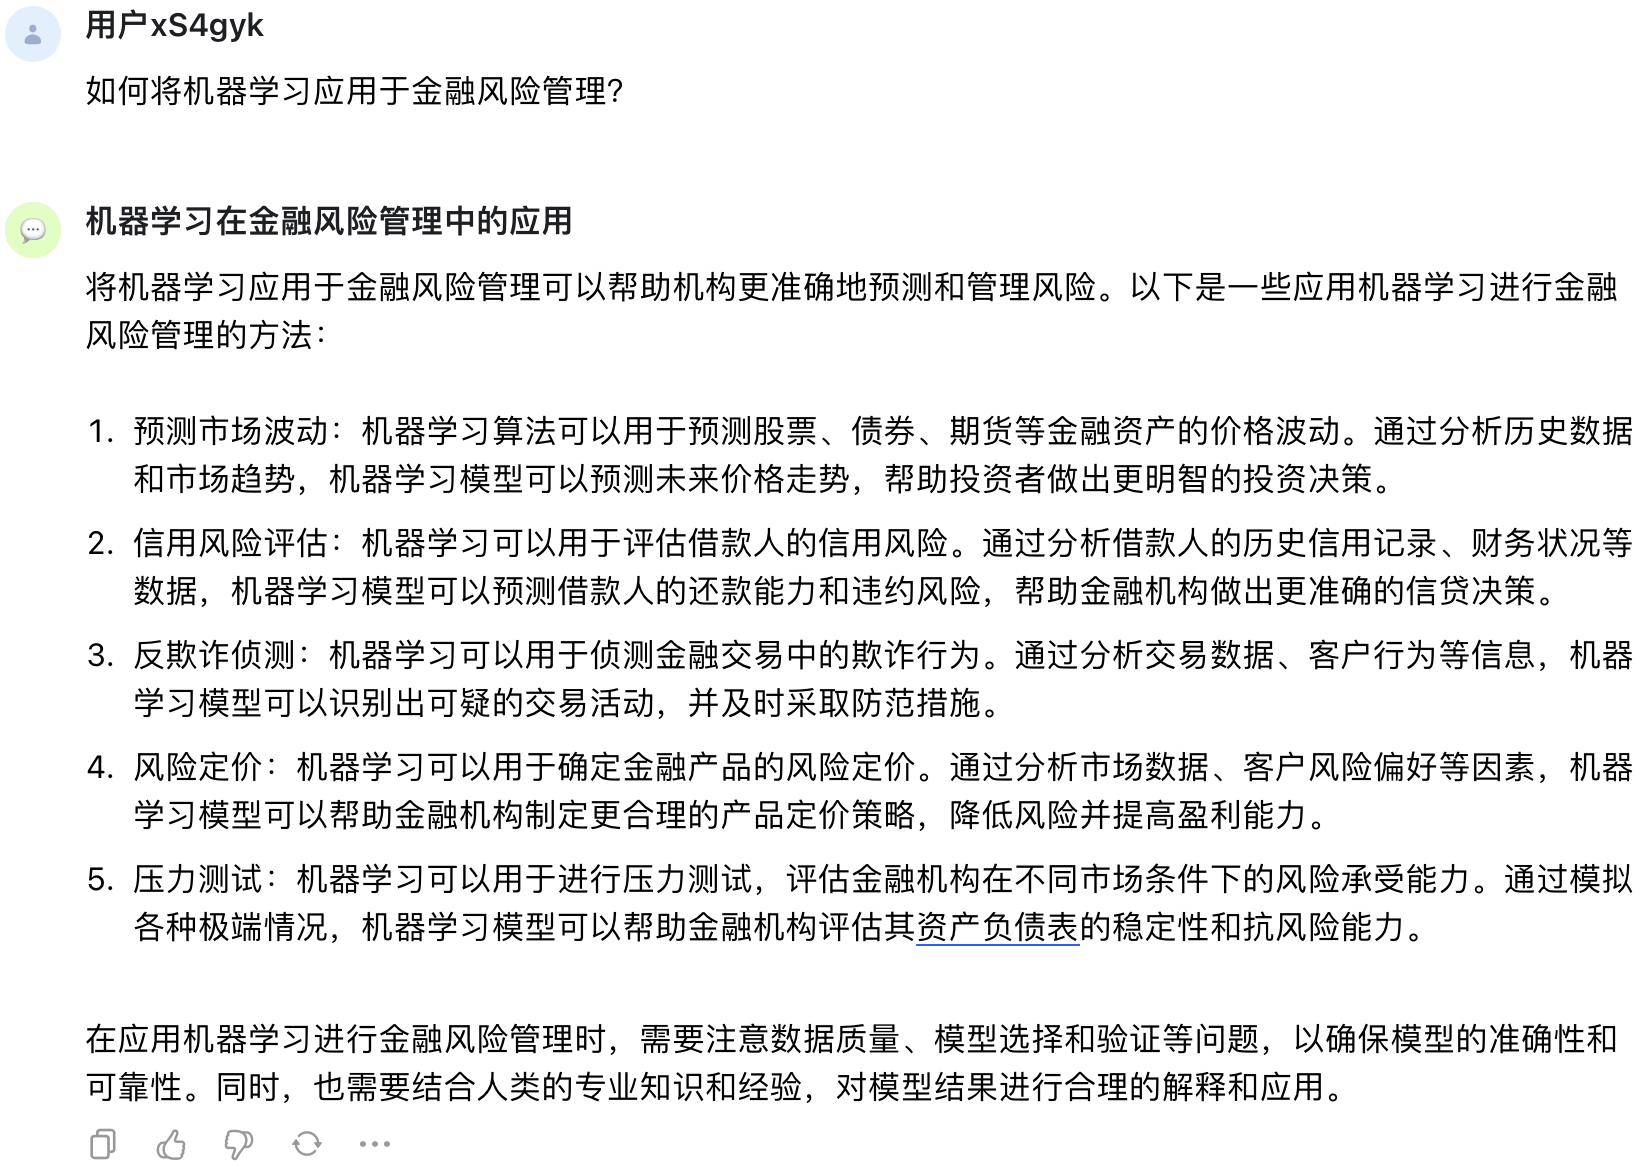 用户xS4gyk
如何将机器学习应用于金融风险管理?
机器学习在金融风险管理中的应用
将机器学习应用于金融风险管理可以帮助机构更准确地预测和管理风险。以下是一些应用机器学习进行金融
风险管理的方法：
1. 预测市场波动：机器学习算法可以用于预测股票、债券、期货等金融资产的价格波动。通过分析历史数据
和市场趋势，机器学习模型可以预测未来价格走势，帮助投资者做出更明智的投资决策。
2. 信用风险评估：机器学习可以用于评估借款人的信用风险。通过分析借款人的历史信用记录、财务状况等
数据，机器学习模型可以预测借款人的还款能力和违约风险，帮助金融机构做出更准确的信贷决策。
3. 反欺诈侦测：机器学习可以用于侦测金融交易中的欺诈行为。通过分析交易数据、客户行为等信息，机器
学习模型可以识别出可疑的交易活动，并及时采取防范措施。
4. 风险定价：机器学习可以用于确定金融产品的风险定价。通过分析市场数据、客户风险偏好等因素，机器
学习模型可以帮助金融机构制定更合理的产品定价策略，降低风险并提高盈利能力。
5. 压力测试：机器学习可以用于进行压力测试，评估金融机构在不同市场条件下的风险承受能力。通过模拟
各种极端情况，机器学习模型可以帮助金融机构评估其资产负债表的稳定性和抗风险能力。
在应用机器学习进行金融风险管理时，需要注意数据质量、模型选择和验证等问题，以确保模型的准确性和
可靠性。同时，也需要结合人类的专业知识和经验，对模型结果进行合理的解释和应用。